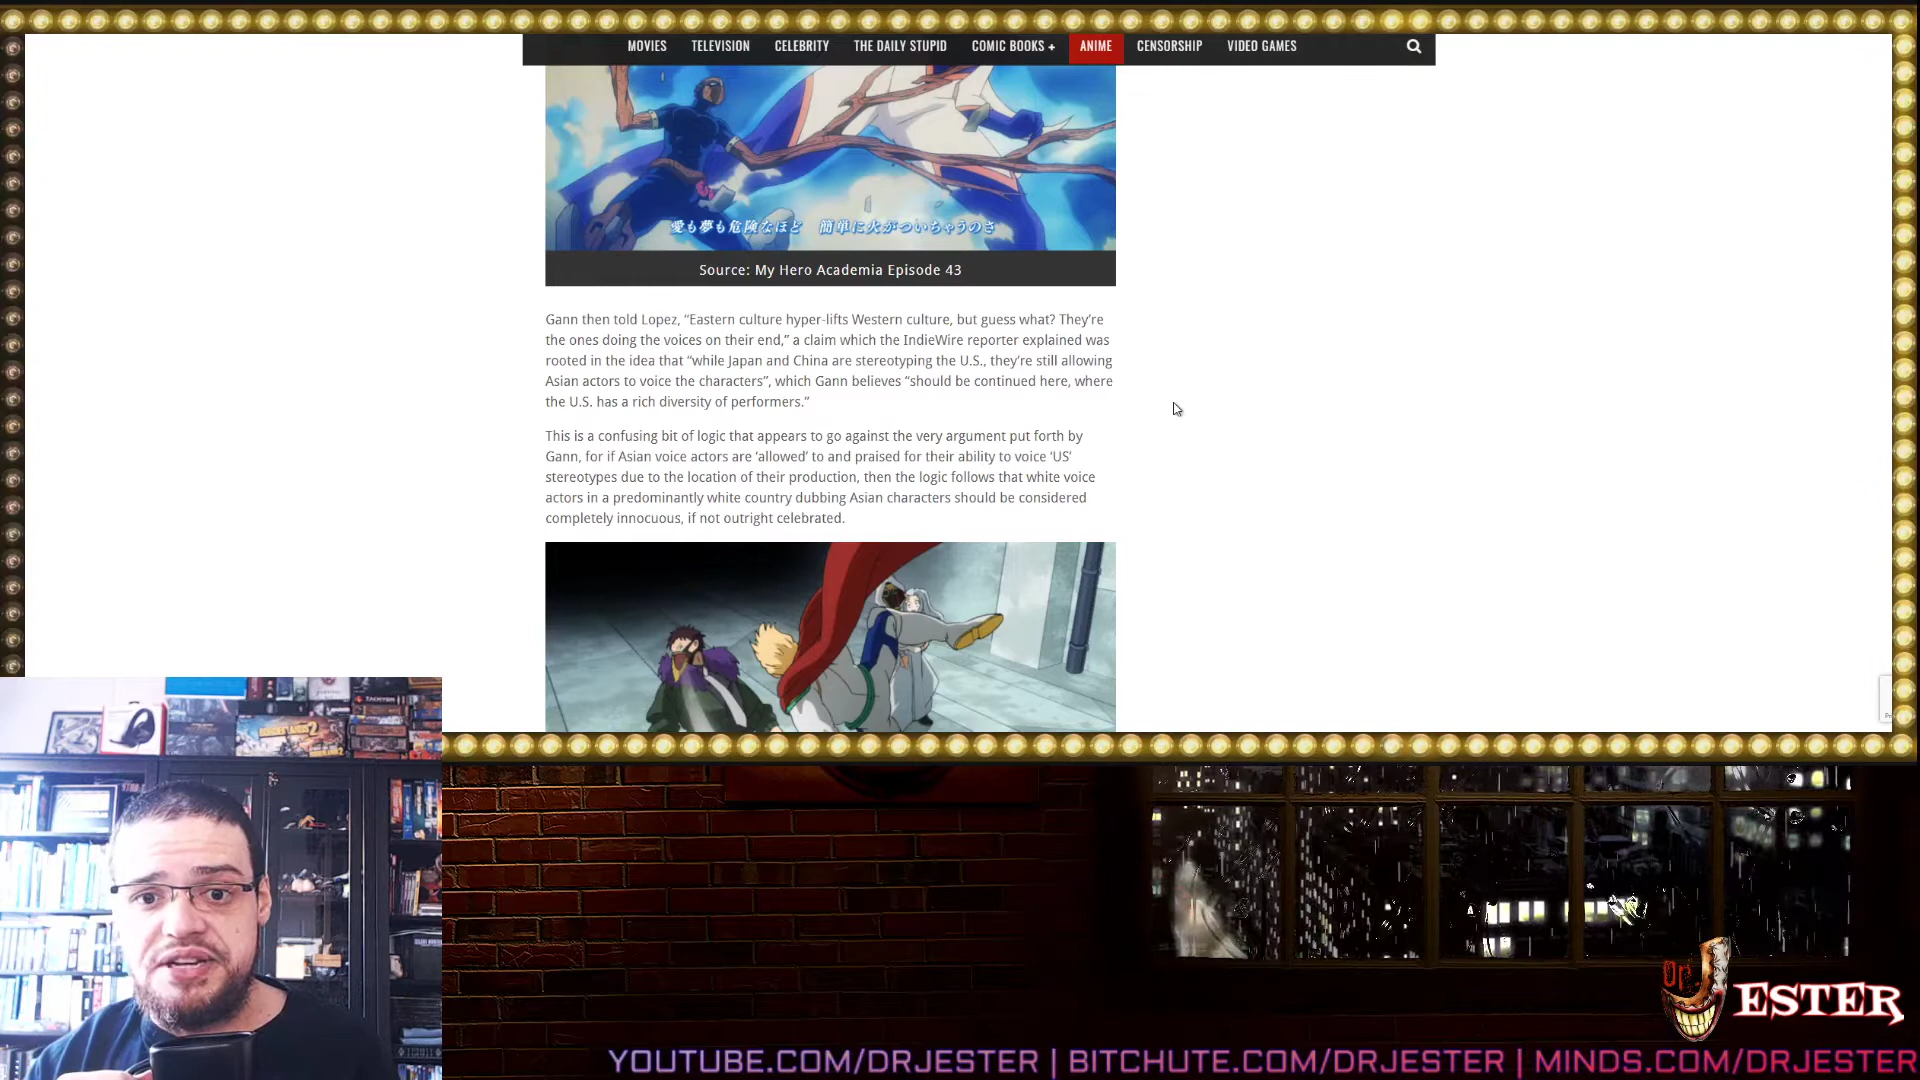 MOVIES TELEVISION CELEBRITY THE DAILY STUPID COMIC BOOKS + ANIME CENSORSHIP VIDEO GAMES
愛も夢も危険なほど 簡単に火がついちゃうのさ
Source: My Hero Academia Episode 43
Gann then told Lopez, “Eastern culture hyper-lifts Western culture, but guess what? They’re
the ones doing the voices on their end,” a claim which the IndieWire reporter explained was
rooted in the idea that “while Japan and China are stereotyping the U.S., they’re still allowing
Asian actors to voice the characters”, which Gann believes “should be continued here, where
the U.S. has a rich diversity of performers.”
This is a confusing bit of logic that appears to go against the very argument put forth by
Gann, for if Asian voice actors are ‘allowed’ to and praised for their ability to voice ‘US’
stereotypes due to the location of their production, then the logic follows that white voice
actors in a predominantly white country dubbing Asian characters should be considered
completely innocuous, if not outright celebrated.
BORDERLANDS 2
Dr. JESTER
YOUTUBE.COM/DRJESTER | BITCHUTE.COM/DRJESTER | MINDS.COM/DRJESTER